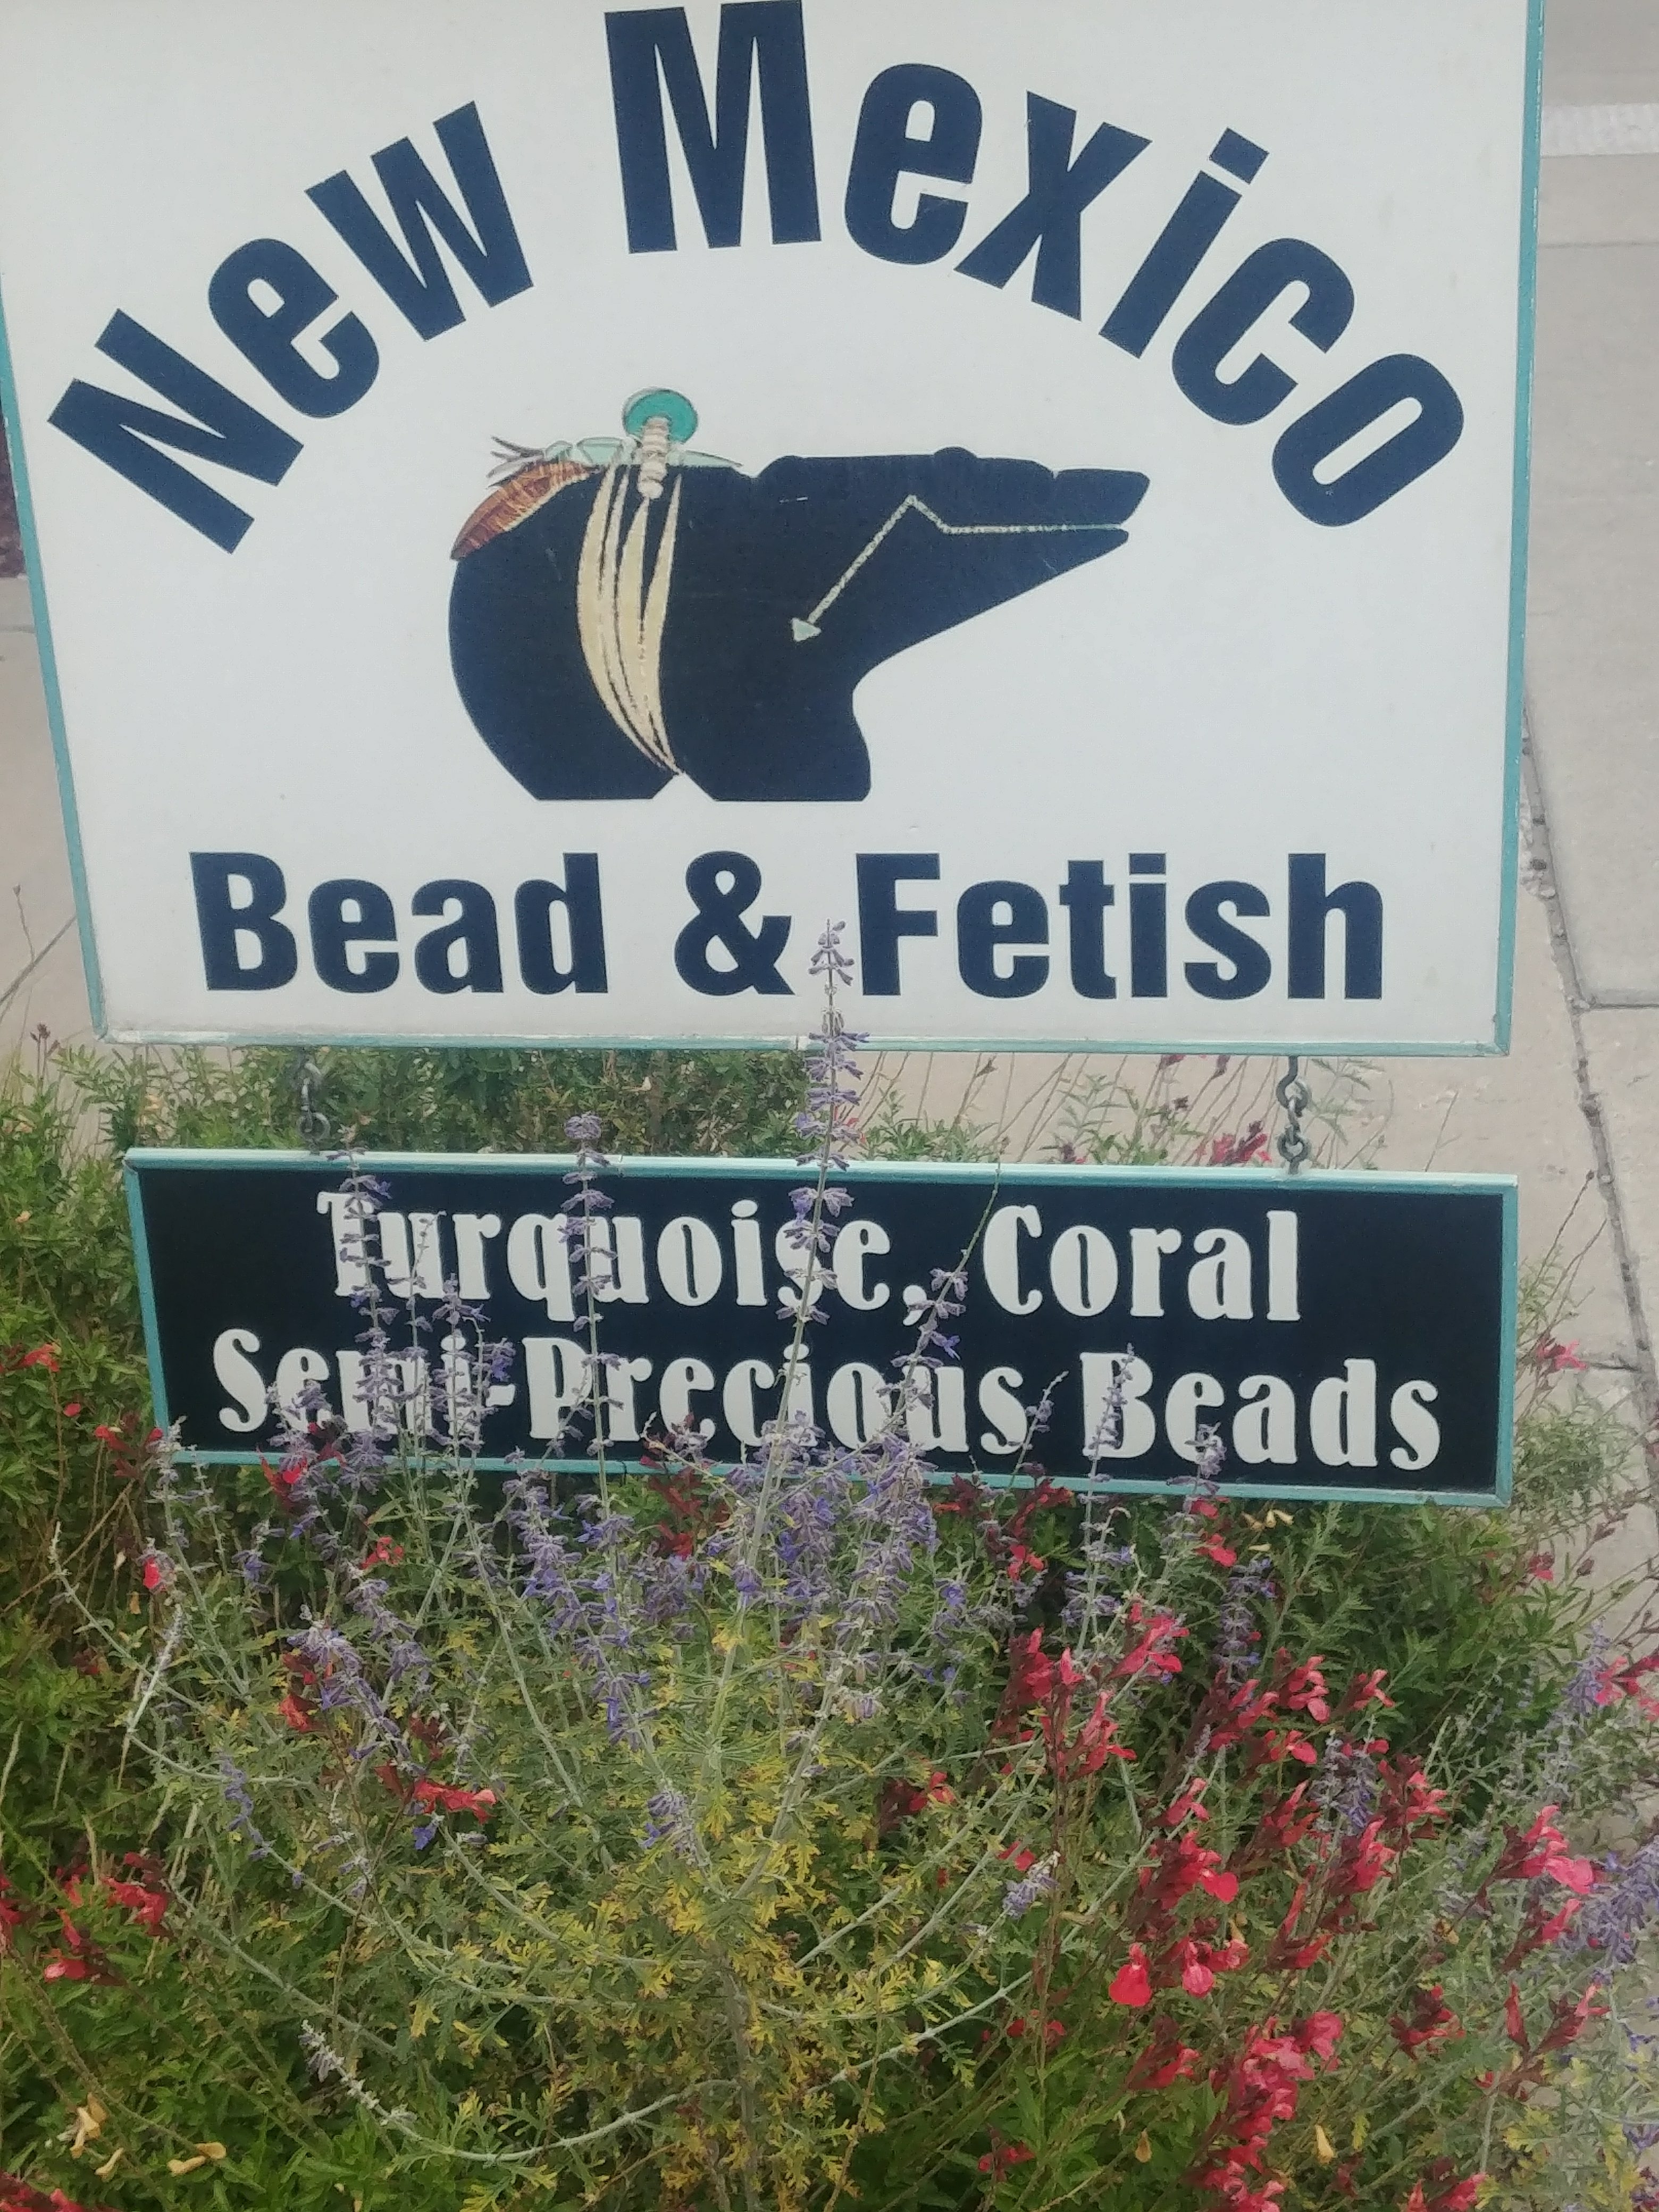 New Mexico
Bead & Fetish
Turquoise, Coral
Semi-Precious Beads